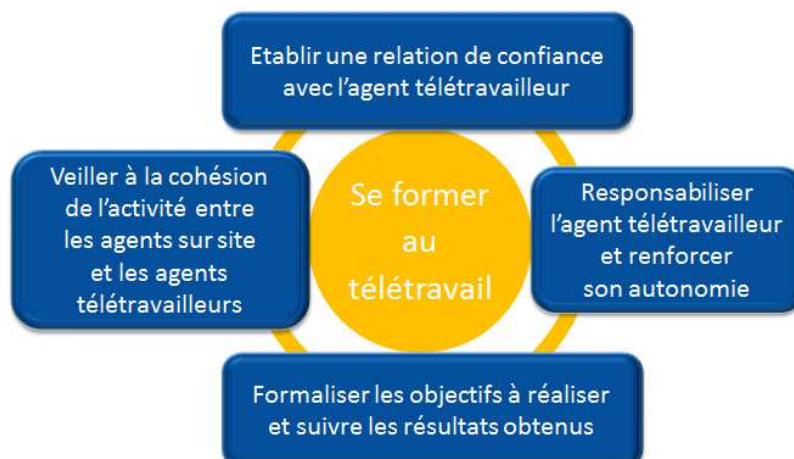 Etablir une relation de confiance
avec l'agent télétravailleur
Veiller à la cohésion
de l'activité entre
les agents sur site
et les agents
télétravailleurs
Se former
au
télétravail
Responsabiliser
l'agent télétravailleur
et renforcer
son autonomie
Formaliser les objectifs à réaliser
et suivre les résultats obtenus